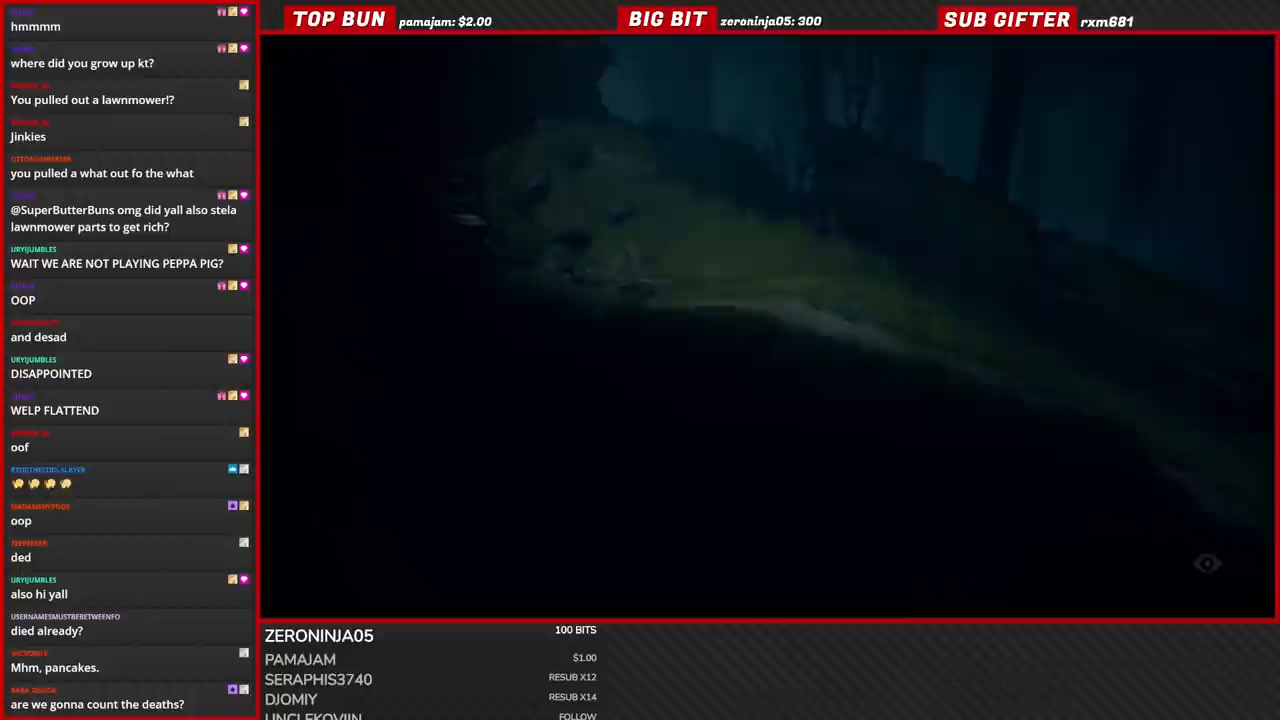 TOP BUN pamajam: $2.00 BIG BIT zeroninja05: 300 SUB GIFTER rxm681
hmmmm
where did you grow up kt?
You pulled out a lawnmower!?
Jinkies
you pulled a what out fo the what
@SuperButterBuns omg did yall also stela
lawnmower parts to get rich?
URYIJUMBLES
WAIT WE ARE NOT PLAYING PEPPA PIG?
OOP
and desad
URYIJUMBLES
DISAPPOINTED
WELP FLATTEND
oof
MADAMEHYPNOS
oop
ded
URYIJUMBLES
also hi yall
USERNAMESMUSTBEBETWEENFO
died already?
Mhm, pancakes.
are we gonna count the deaths?
ZERONINJA05 100 BITS
PAMAJAM $1.00
SERAPHIS3740 RESUB X12
DJOMIY RESUB X14
FOLLOW